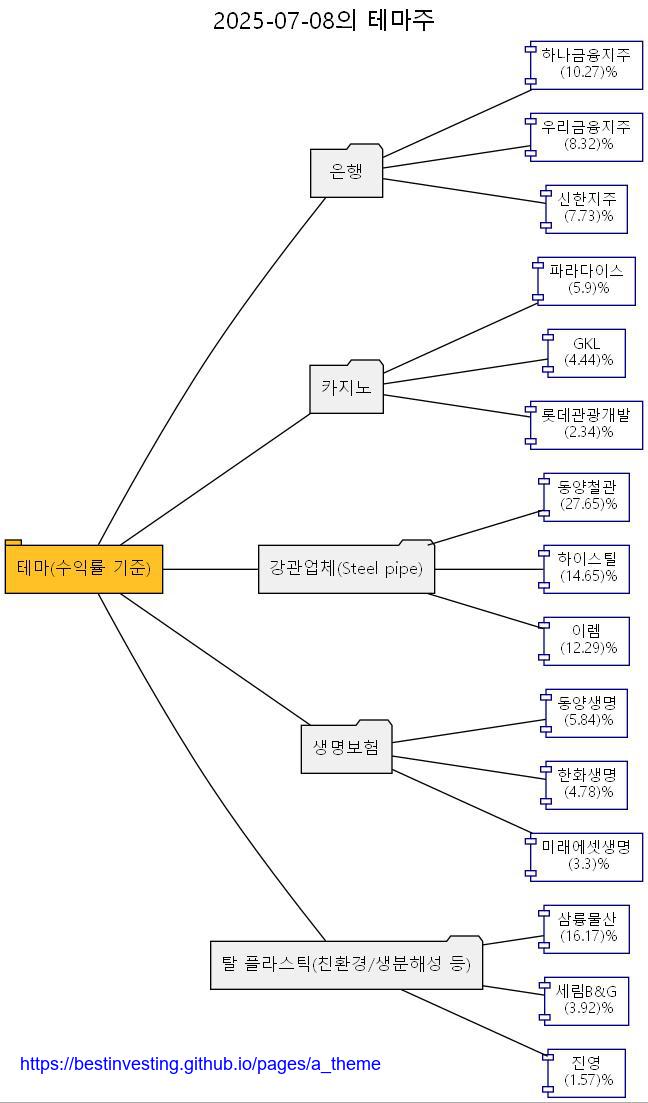 2025-07-08의 테마주
하나금융지주
(10.27)%
우리금융지주
(8.32)%
은행
신한지주
(7.73)%
파라다이스
(5.9)%
GKL
(4.44)%
카지노
롯데관광개발
(2.34)%
동양철관
(27.65)%
테마(수익률 기준)
강관업체(Steel pipe)
하이스틸
(14.65)%
이렘
(12.29)%
동양생명
(5.84)%
생명보험
한화생명
(4.78)%
미래에셋생명
(3.3)%
삼륭물산
(16.17)%
탈 플라스틱(친환경/생분해성 등)
세림B&G
(3.92)%
진영
(1.57)%
https://bestinvesting.github.io/pages/a_theme